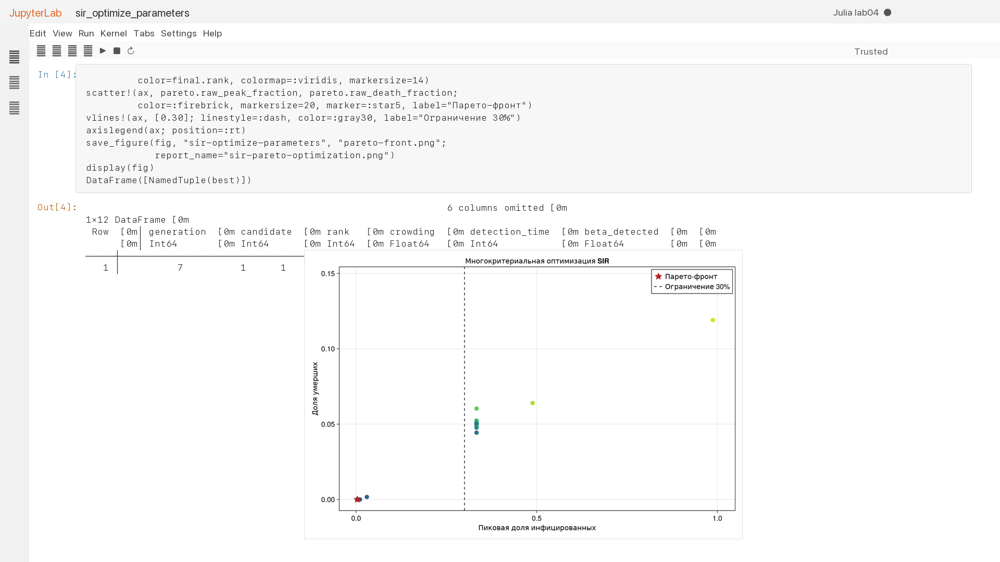 JupyterLab sir_optimize_parameters Julia lab04
Edit View Run Kernel Tabs Settings Help
Trusted
In [4]:
color=final.rank, colormap=:viridis, markersize=14)
scatter!(ax, pareto.raw_peak_fraction, pareto.raw_death_fraction;
color=:firebrick, markersize=20, marker=:star5, label="Парето-фронт")
vlines!(ax, [0.30]; linestyle=:dash, color=:gray30, label="Ограничение 30%")
axislegend(ax; position=:rt)
save_figure(fig, "sir-optimize-parameters", "pareto-front.png";
report_name="sir-pareto-optimization.png")
display(fig)
DataFrame([NamedTuple(best)])
Out[4]:
6 columns omitted [0m
1×12 DataFrame [0m
Row [0m│ generation [0m candidate [0m rank [0m crowding [0m detection_time [0m beta_detected [0m [0m
[0m│ Int64 [0m Int64 [0m Int64 [0m Float64 [0m Int64 [0m Float64 [0m [0m
1 │ 7 1 1
Многокритериальная оптимизация SIR
Парето-фронт
Ограничение 30%
0.15
0.10
0.05
0.00
Доля умерших
0.0 0.5 1.0
Пиковая доля инфицированных